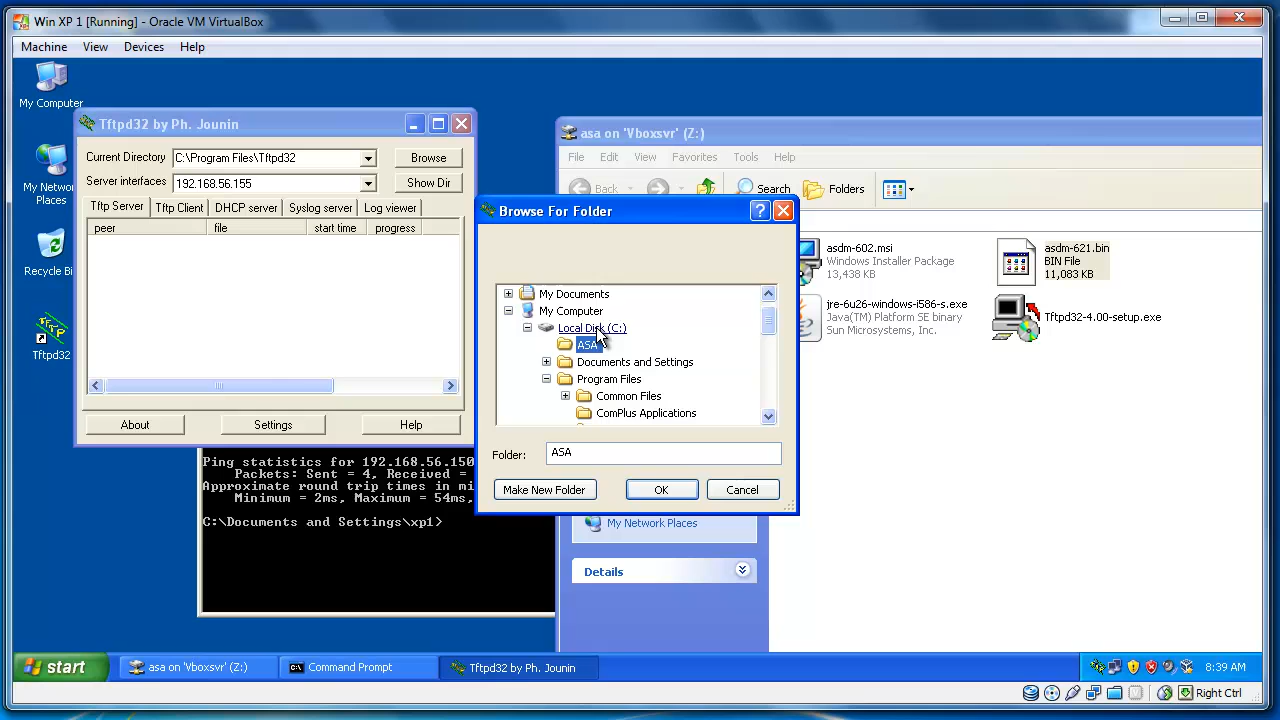 Win XP 1 [Running] - Oracle VM VirtualBox
Machine View Devices Help
My Computer
My Network
Places
Recycle Bi
Tftpd32
Tftpd32 by Ph. Jounin
Current Directory C:\Program Files\Tftpd32 Browse
Server interfaces 192.168.56.155 Show Dir
Tftp Server Tftp Client DHCP server Syslog server Log viewer
peer file start time progress
About Settings Help
asa on 'Vboxsvr' (Z:)
File Edit View Favorites Tools Help
Back Search Folders
asdm-602.msi
Windows Installer Package
13,438 KB
asdm-621.bin
BIN File
11,083 KB
jre-6u26-windows-i586-s.exe
Java(TM) Platform SE binary
Sun Microsystems, Inc.
Tftpd32-4.00-setup.exe
Browse For Folder
My Documents
My Computer
Local Disk (C:)
ASA
Documents and Settings
Program Files
Common Files
ComPlus Applications
Folder: ASA
Make New Folder OK Cancel
My Network Places
Details
Ping statistics for 192.168.56.150
Packets: Sent = 4, Received =
Approximate round trip times in mi
Minimum = 2ms, Maximum = 54ms,
C:\Documents and Settings\xp1>
start asa on 'Vboxsvr' (Z:) Command Prompt Tftpd32 by Ph. Jounin 8:39 AM
Right Ctrl